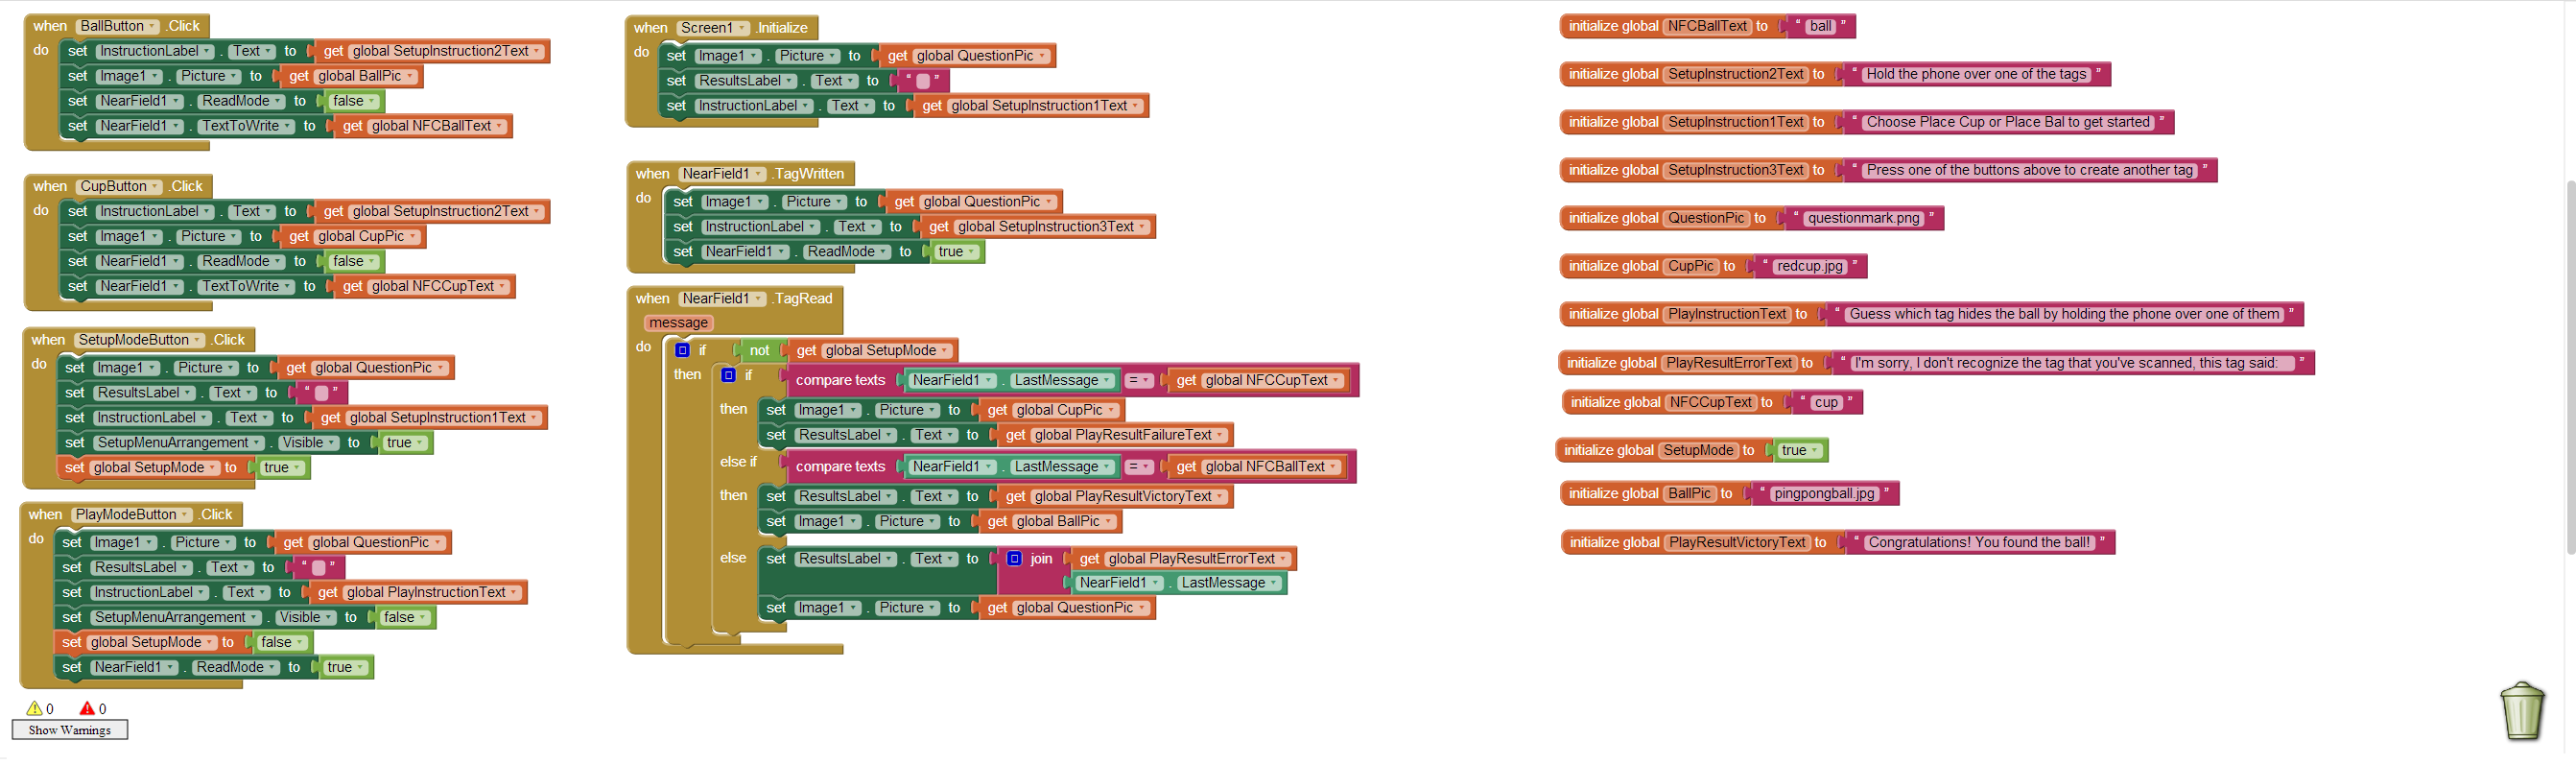 when BallButton .Click
do set InstructionLabel . Text to get global SetupInstruction2Text
set Image1 . Picture to get global BallPic
set NearField1 . ReadMode to false
set NearField1 . TextToWrite to get global NFCBallText
when CupButton .Click
do set InstructionLabel . Text to get global SetupInstruction2Text
set Image1 . Picture to get global CupPic
set NearField1 . ReadMode to false
set NearField1 . TextToWrite to get global NFCCupText
when SetupModeButton .Click
do set Image1 . Picture to get global QuestionPic
set ResultsLabel . Text to “ ”
set InstructionLabel . Text to get global SetupInstruction1Text
set SetupMenuArrangement . Visible to true
set global SetupMode to true
when PlayModeButton .Click
do set Image1 . Picture to get global QuestionPic
set ResultsLabel . Text to “ ”
set InstructionLabel . Text to get global PlayInstructionText
set SetupMenuArrangement . Visible to false
set global SetupMode to false
set NearField1 . ReadMode to true
0 0
Show Warnings
when Screen1 .Initialize
do set Image1 . Picture to get global QuestionPic
set ResultsLabel . Text to “ ”
set InstructionLabel . Text to get global SetupInstruction1Text
when NearField1 .TagWritten
do set Image1 . Picture to get global QuestionPic
set InstructionLabel . Text to get global SetupInstruction3Text
set NearField1 . ReadMode to true
when NearField1 .TagRead
message
do if not get global SetupMode
then if compare texts NearField1 . LastMessage = get global NFCCupText
then set Image1 . Picture to get global CupPic
set ResultsLabel . Text to get global PlayResultFailureText
else if compare texts NearField1 . LastMessage = get global NFCBallText
then set ResultsLabel . Text to get global PlayResultVictoryText
set Image1 . Picture to get global BallPic
else set ResultsLabel . Text to join get global PlayResultErrorText
NearField1 . LastMessage
set Image1 . Picture to get global QuestionPic
initialize global NFCBallText to “ ball ”
initialize global SetupInstruction2Text to “ Hold the phone over one of the tags ”
initialize global SetupInstruction1Text to “ Choose Place Cup or Place Bal to get started ”
initialize global SetupInstruction3Text to “ Press one of the buttons above to create another tag ”
initialize global QuestionPic to “ questionmark.png ”
initialize global CupPic to “ redcup.jpg ”
initialize global PlayInstructionText to “ Guess which tag hides the ball by holding the phone over one of them ”
initialize global PlayResultErrorText to “ I'm sorry, I don't recognize the tag that you've scanned, this tag said: ”
initialize global NFCCupText to “ cup ”
initialize global SetupMode to true
initialize global BallPic to “ pingpongball.jpg ”
initialize global PlayResultVictoryText to “ Congratulations! You found the ball! ”